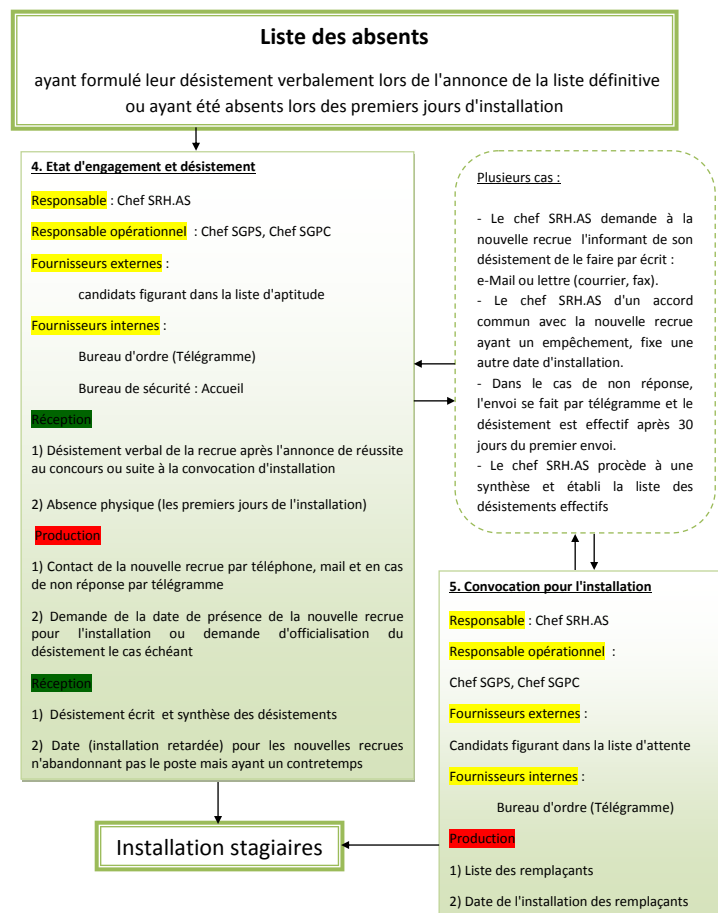 Liste des absents
ayant formulé leur désistement verbalement lors de l'annonce de la liste définitive
ou ayant été absents lors des premiers jours d'installation
4. Etat d'engagement et désistement
Responsable : Chef SRH.AS
Responsable opérationnel : Chef SGPS, Chef SGPC
Fournisseurs externes :
candidats figurant dans la liste d'aptitude
Fournisseurs internes :
Bureau d'ordre (Télégramme)
Bureau de sécurité : Accueil
Réception
1) Désistement verbal de la recrue après l'annonce de réussite
au concours ou suite à la convocation d'installation
2) Absence physique (les premiers jours de l'installation)
Production
1) Contact de la nouvelle recrue par téléphone, mail et en cas
de non réponse par télégramme
2) Demande de la date de présence de la nouvelle recrue
pour l'installation ou demande d'officialisation du
désistement le cas échéant
Réception
1) Désistement écrit et synthèse des désistements
2) Date (installation retardée) pour les nouvelles recrues
n'abandonnant pas le poste mais ayant un contretemps
Plusieurs cas :
- Le chef SRH.AS demande à la
nouvelle recrue l'informant de son
désistement de le faire par écrit :
e-Mail ou lettre (courrier, fax).
- Le chef SRH.AS d'un accord
commun avec la nouvelle recrue
ayant un empêchement, fixe une
autre date d'installation.
- Dans le cas de non réponse,
l'envoi se fait par télégramme et le
désistement est effectif après 30
jours du premier envoi.
- Le chef SRH.AS procède à une
synthèse et établi la liste des
désistements effectifs
5. Convocation pour l'installation
Responsable : Chef SRH.AS
Responsable opérationnel :
Chef SGPS, Chef SGPC
Fournisseurs externes :
Candidats figurant dans la liste d'attente
Fournisseurs internes :
Bureau d'ordre (Télégramme)
Production
1) Liste des remplaçants
2) Date de l'installation des remplaçants
Installation stagiaires